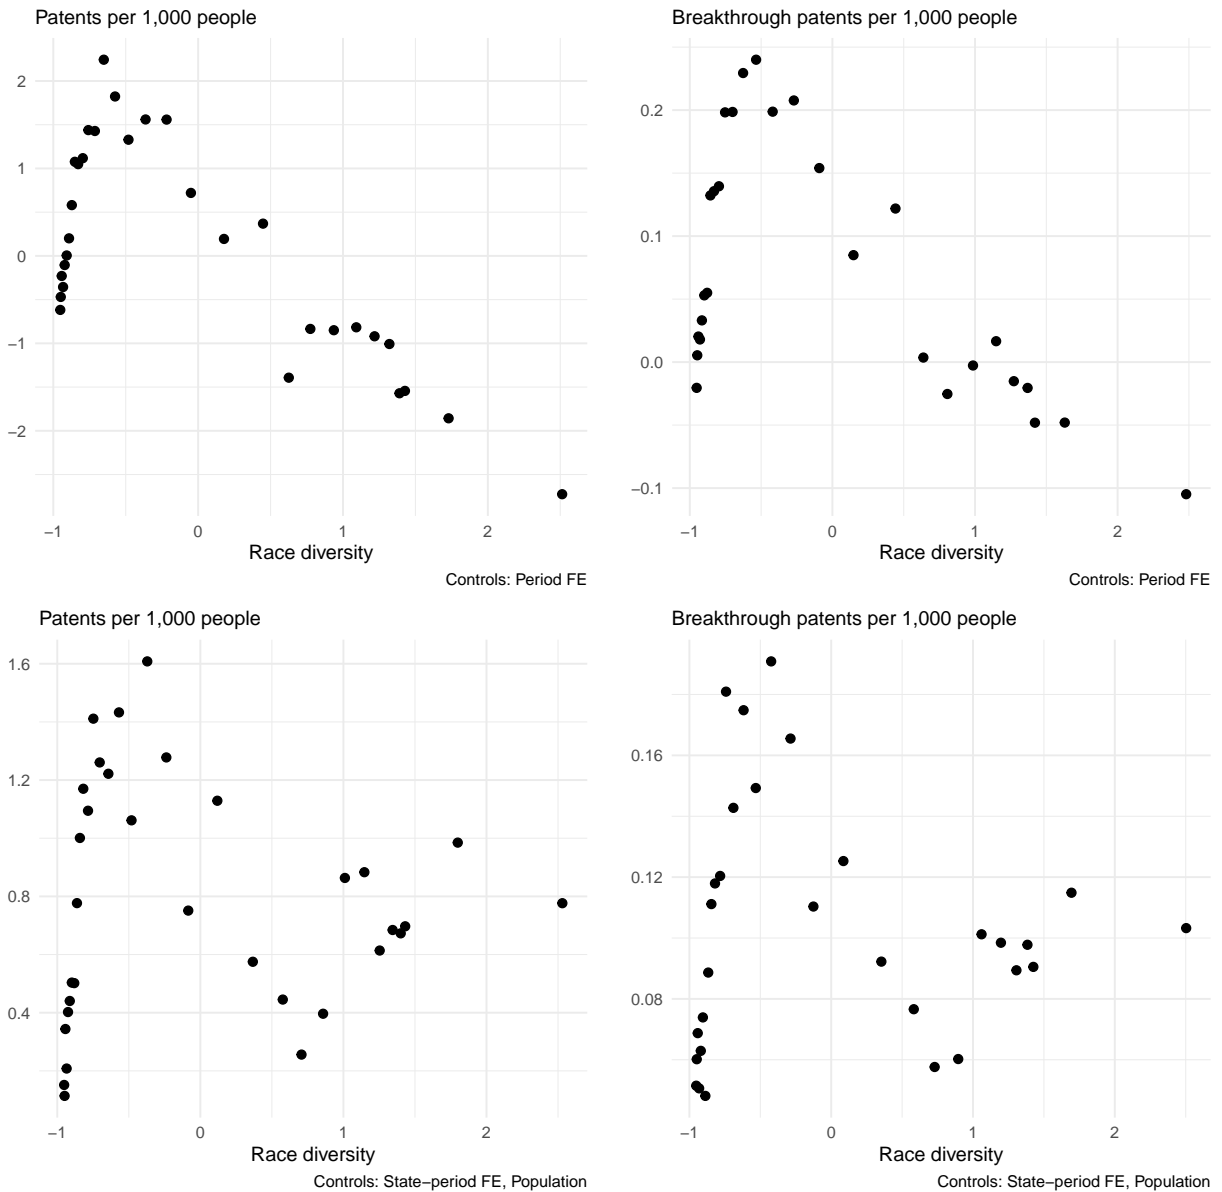 Patents per 1,000 people
2
1
0
−1
−2
−1 0 1 2
Race diversity
Controls: Period FE
Breakthrough patents per 1,000 people
0.2
0.1
0.0
−0.1
−1 0 1 2
Race diversity
Controls: Period FE
Patents per 1,000 people
1.6
1.2
0.8
0.4
−1 0 1 2
Race diversity
Controls: State−period FE, Population
Breakthrough patents per 1,000 people
0.16
0.12
0.08
−1 0 1 2
Race diversity
Controls: State−period FE, Population